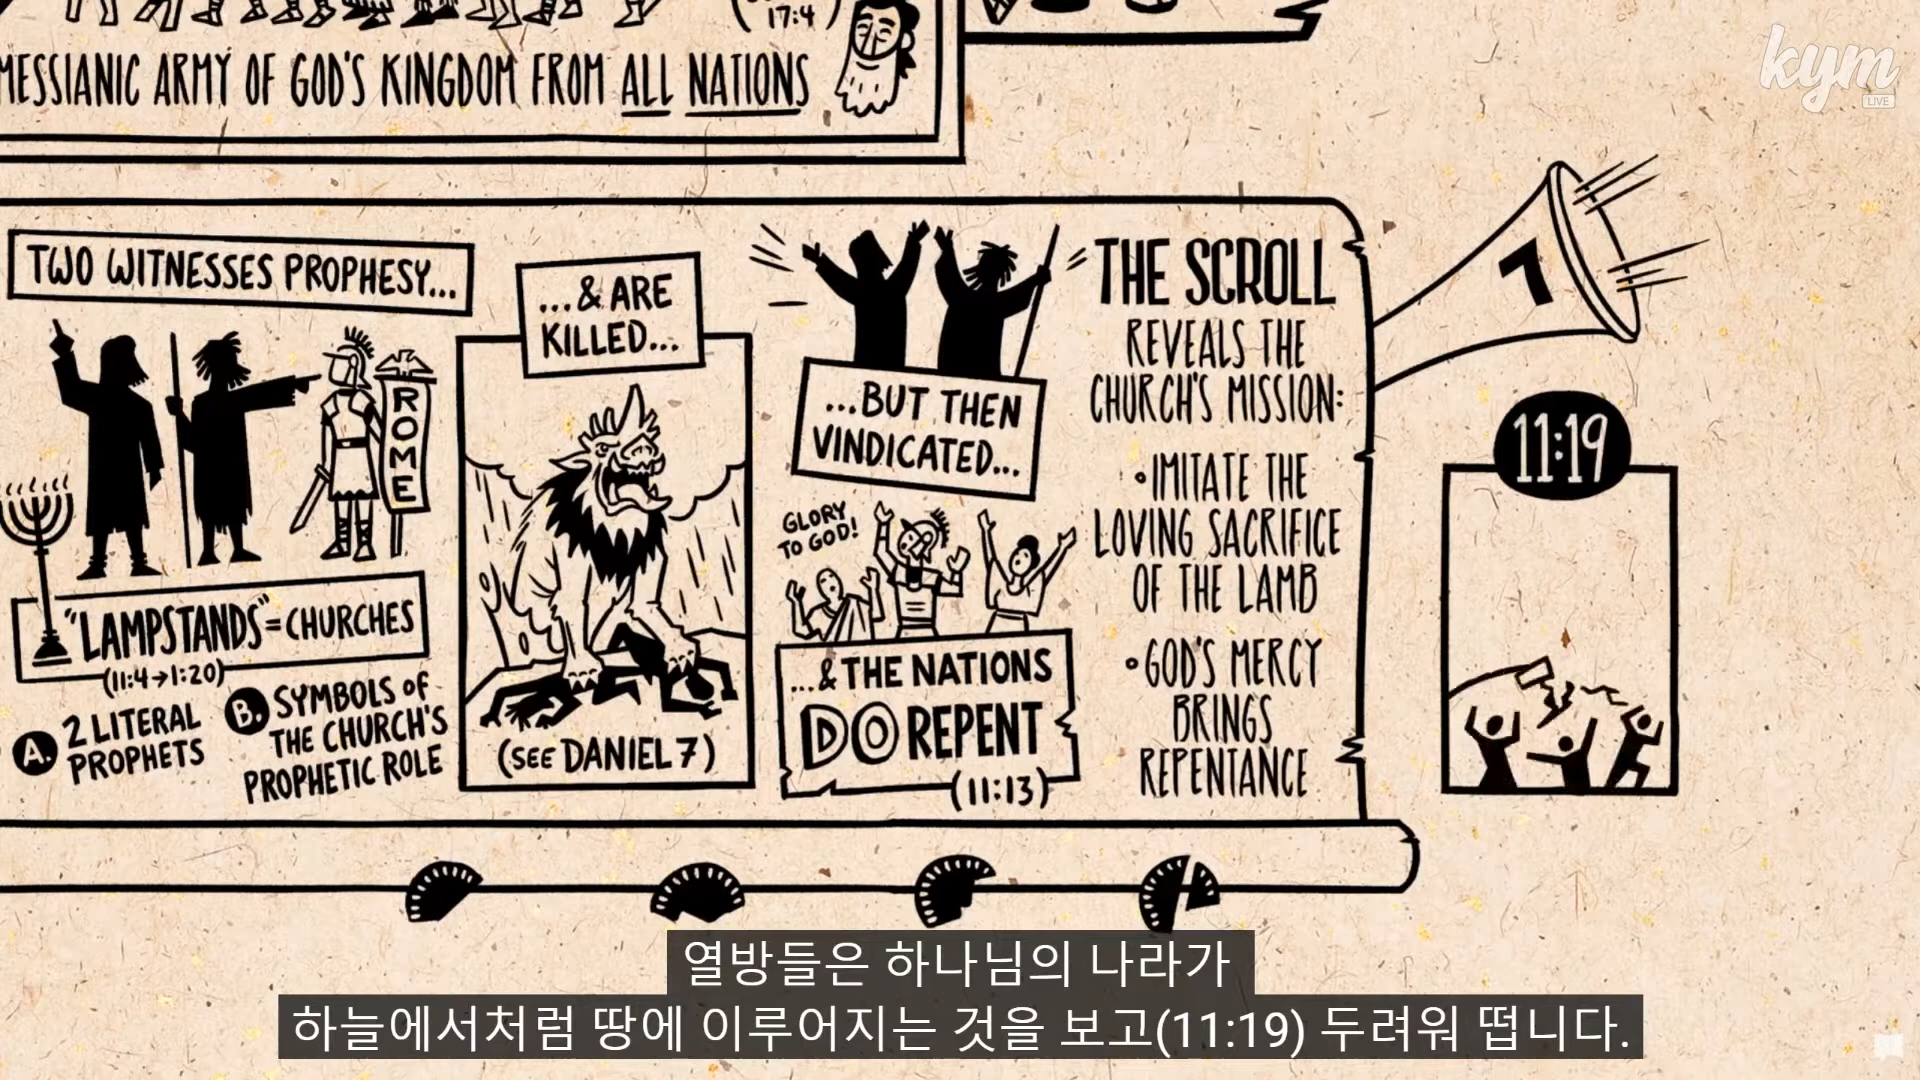 17:4
MESSIANIC ARMY OF GOD'S KINGDOM FROM ALL NATIONS
kym
LIVE
TWO WITNESSES PROPHESY...
ROME
"LAMPSTANDS"=CHURCHES
(11:4→1:20)
A. 2 LITERAL
PROPHETS
B. SYMBOLS OF
THE CHURCH'S
PROPHETIC ROLE
...& ARE
KILLED...
(SEE DANIEL 7)
...BUT THEN
VINDICATED...
GLORY
TO GOD!
...& THE NATIONS
DO REPENT
(11:13)
THE SCROLL
REVEALS THE
CHURCH'S MISSION:
•IMITATE THE
LOVING SACRIFICE
OF THE LAMB
•GOD'S MERCY
BRINGS
REPENTANCE
7
11:19
열방들은 하나님의 나라가
하늘에서처럼 땅에 이루어지는 것을 보고(11:19) 두려워 떱니다.